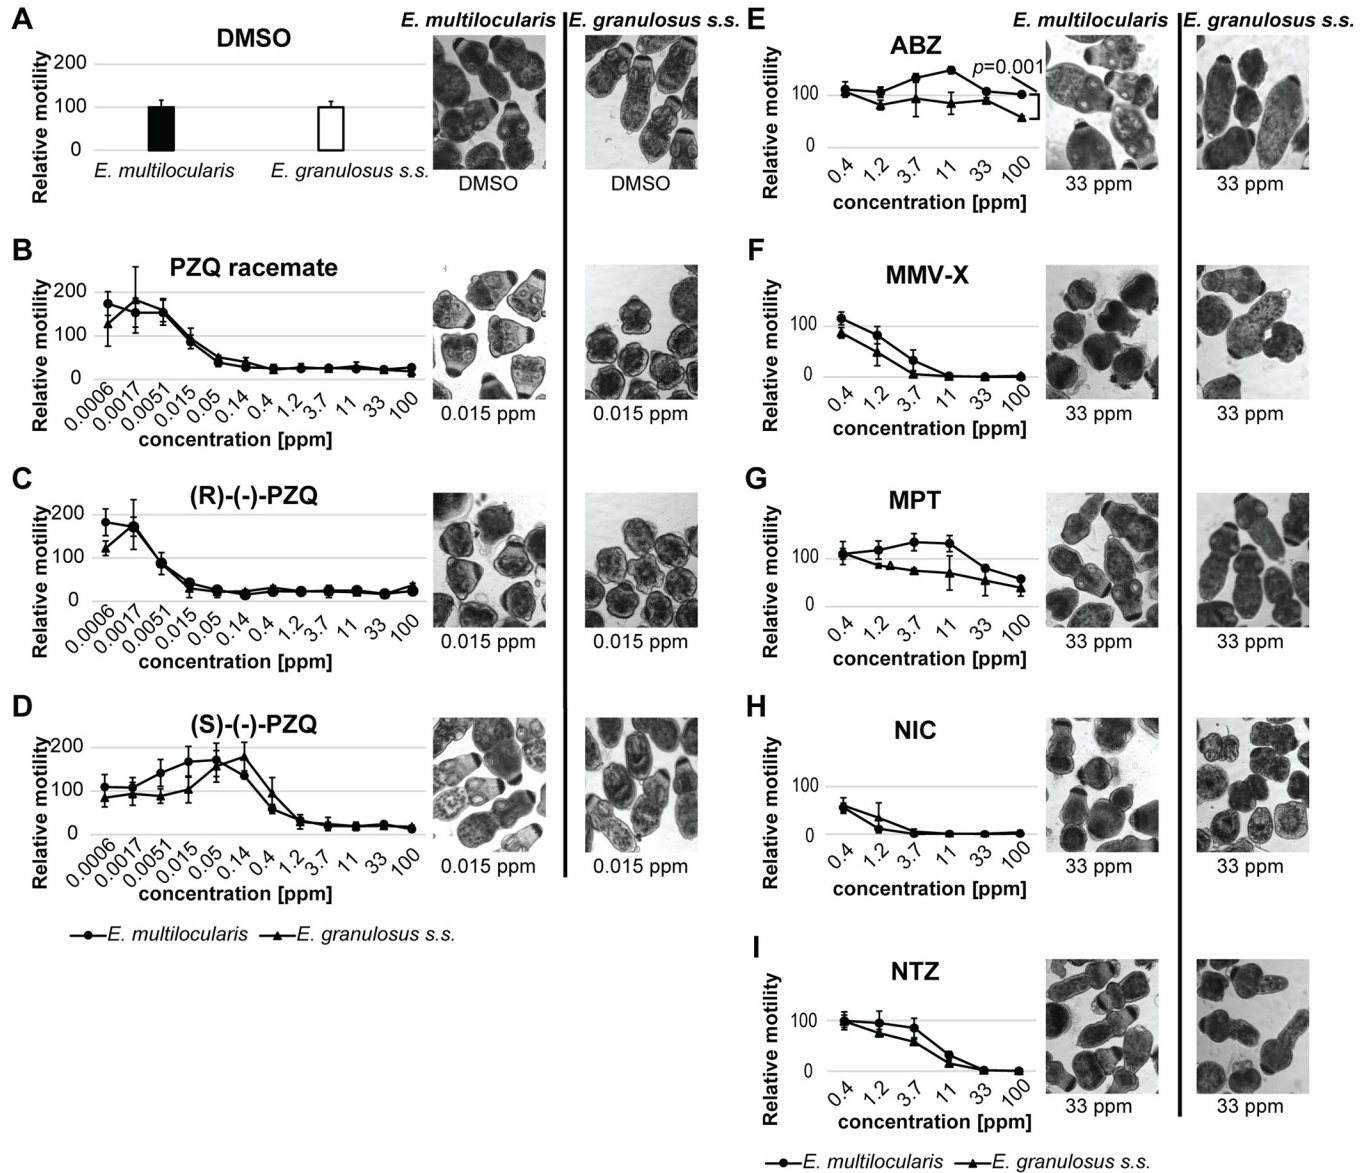 A
DMSO
E. multilocularis
E. granulosus s.s.
Relative motility
200
100
0
E. multilocularis
E. granulosus s.s.
DMSO
DMSO
B
PZQ racemate
Relative motility
200
100
0
0.0006
0.0017
0.0051
0.015
0.05
0.14
0.4
1.2
3.7
11
33
100
concentration [ppm]
0.015 ppm
0.015 ppm
C
(R)-(-)-PZQ
Relative motility
200
100
0
0.0006
0.0017
0.0051
0.015
0.05
0.14
0.4
1.2
3.7
11
33
100
concentration [ppm]
0.015 ppm
0.015 ppm
D
(S)-(-)-PZQ
Relative motility
200
100
0
0.0006
0.0017
0.0051
0.015
0.05
0.14
0.4
1.2
3.7
11
33
100
concentration [ppm]
0.015 ppm
0.015 ppm
E. multilocularis
E. granulosus s.s.
E
ABZ
E. multilocularis
E. granulosus s.s.
p=0.001
Relative motility
100
0
0.4
1.2
3.7
11
33
100
concentration [ppm]
33 ppm
33 ppm
F
MMV-X
Relative motility
100
0
0.4
1.2
3.7
11
33
100
concentration [ppm]
33 ppm
33 ppm
G
MPT
Relative motility
100
0
0.4
1.2
3.7
11
33
100
concentration [ppm]
33 ppm
33 ppm
H
NIC
Relative motility
100
0
0.4
1.2
3.7
11
33
100
concentration [ppm]
33 ppm
33 ppm
I
NTZ
Relative motility
100
0
0.4
1.2
3.7
11
33
100
concentration [ppm]
33 ppm
33 ppm
E. multilocularis
E. granulosus s.s.